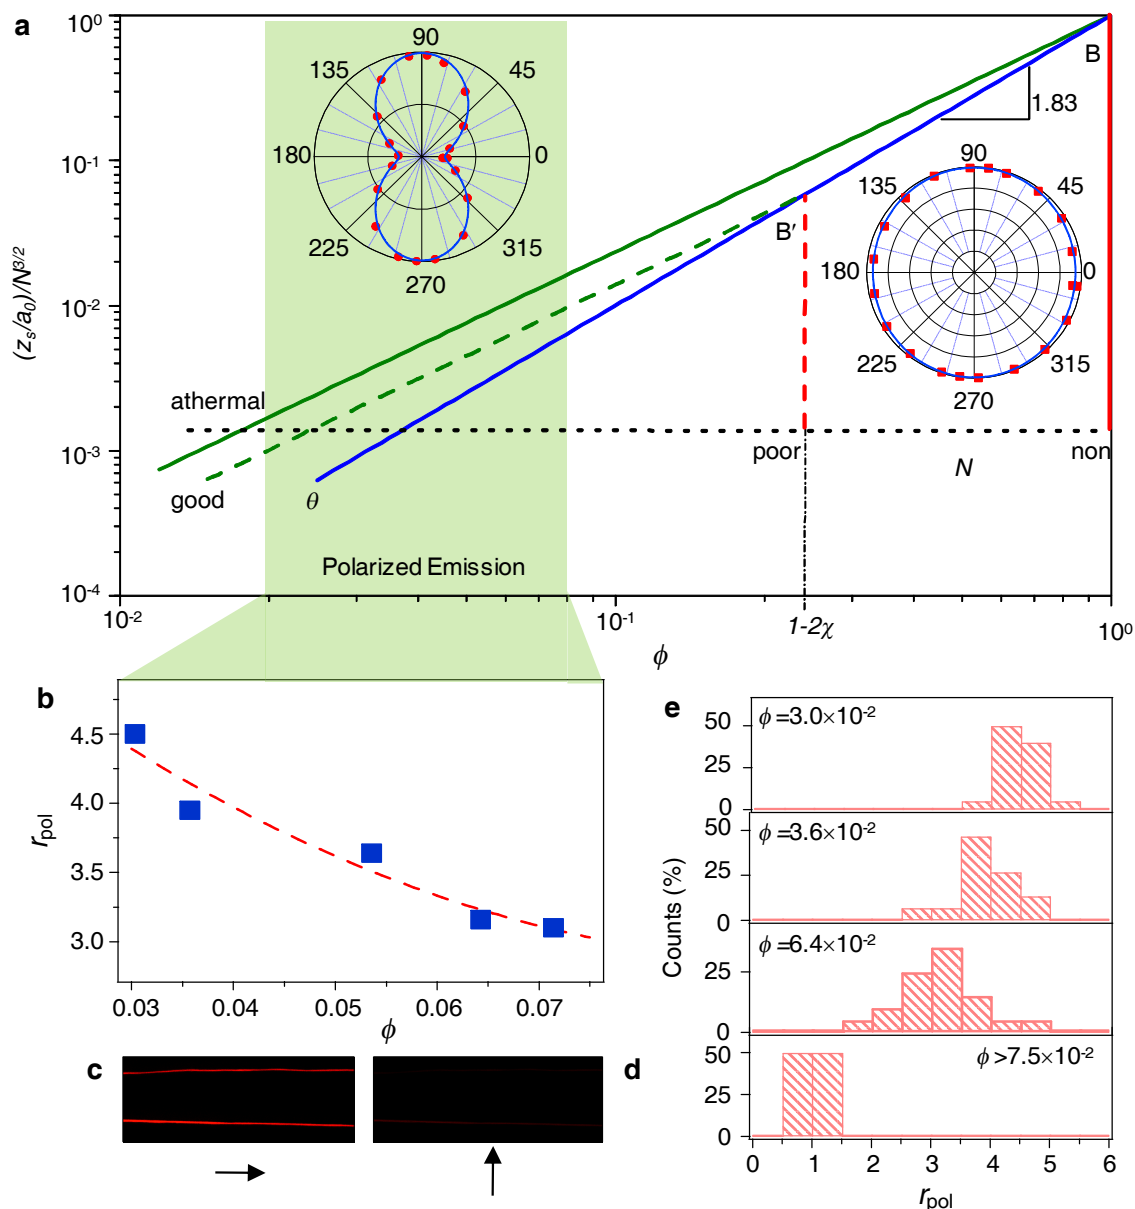 a
10⁰
10⁻¹
10⁻²
10⁻³
10⁻⁴
(zₛ/a₀)/N³ᐟ²
90
135
45
180
0
225
315
270
B
1.83
B′
90
135
45
180
0
225
315
270
athermal
good
θ
poor
N
non
Polarized Emission
10⁻²
10⁻¹
1-2χ
10⁰
ϕ
b
4.5
4.0
3.5
3.0
r_pol
0.03
0.04
0.05
0.06
0.07
ϕ
c
d
e
ϕ=3.0×10⁻²
50
25
0
ϕ=3.6×10⁻²
50
25
0
ϕ=6.4×10⁻²
25
0
ϕ>7.5×10⁻²
50
25
0
Counts (%)
0
1
2
3
4
5
6
r_pol